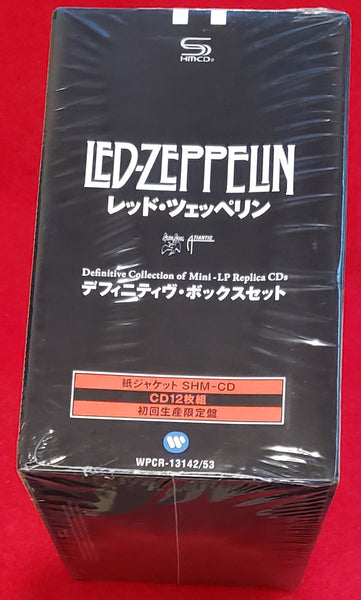 HMCD
LED-ZEPPELIN
レッド・ツェッペリン
ATLANTIC
Definitive Collection of Mini-LP Replica CDs
デフィニティヴ・ボックスセット
紙ジャケット SHM-CD
CD12枚組
初回生産限定盤
WPCR-13142/53